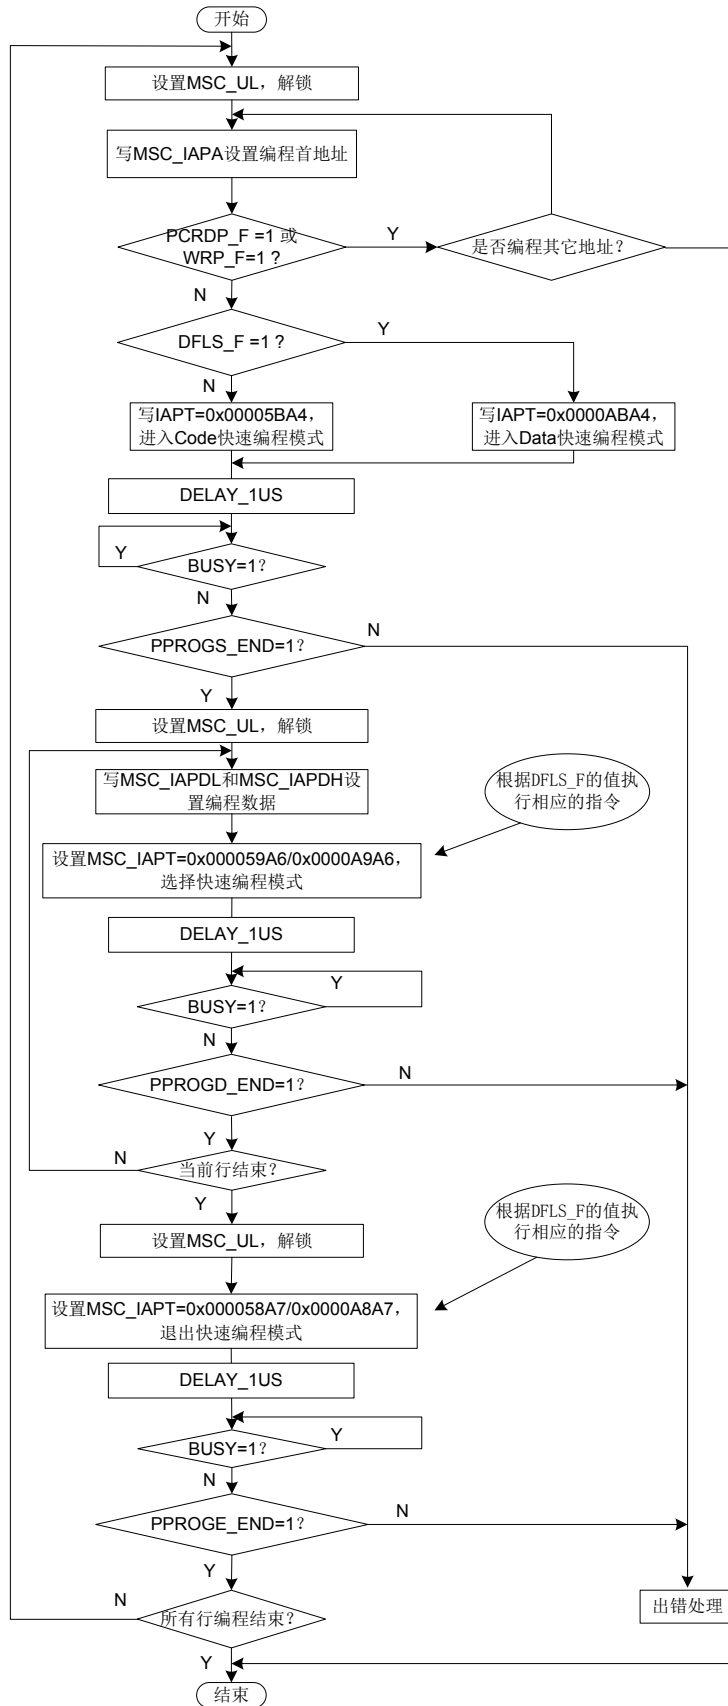 开始
设置MSC_UL，解锁
写MSC_IAPA设置编程首地址
PCRDP_F =1 或
WRP_F=1 ?
Y
是否编程其它地址？
N
DFLS_F =1 ?
Y
N
写IAPT=0x00005BA4，
进入Code快速编程模式
写IAPT=0x0000ABA4，
进入Data快速编程模式
DELAY_1US
Y
BUSY=1？
N
PPROGS_END=1？
N
Y
设置MSC_UL，解锁
写MSC_IAPDL和MSC_IAPDH设
置编程数据
根据DFLS_F的值执
行相应的指令
设置MSC_IAPT=0x000059A6/0x0000A9A6，
选择快速编程模式
DELAY_1US
Y
BUSY=1？
N
PPROGD_END=1？
N
Y
N
当前行结束？
Y
设置MSC_UL，解锁
根据DFLS_F的值执
行相应的指令
设置MSC_IAPT=0x000058A7/0x0000A8A7，
退出快速编程模式
DELAY_1US
Y
BUSY=1？
N
PPROGE_END=1？
N
Y
N
所有行编程结束？
出错处理
Y
结束